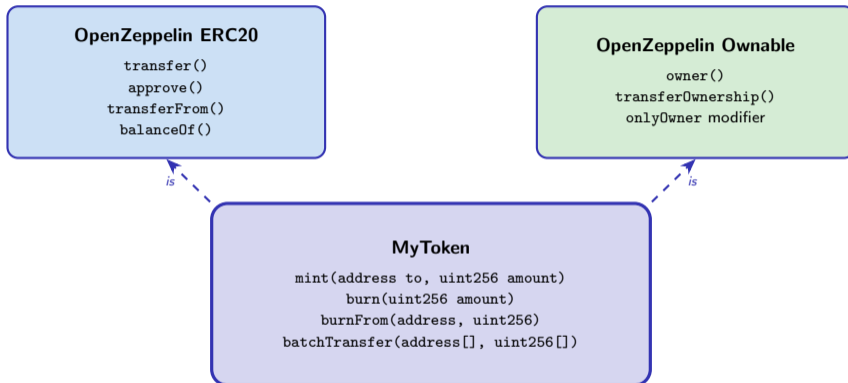 OpenZeppelin ERC20
transfer()
approve()
transferFrom()
balanceOf()
OpenZeppelin Ownable
owner()
transferOwnership()
onlyOwner modifier
is
is
MyToken
mint(address to, uint256 amount)
burn(uint256 amount)
burnFrom(address, uint256)
batchTransfer(address[], uint256[])